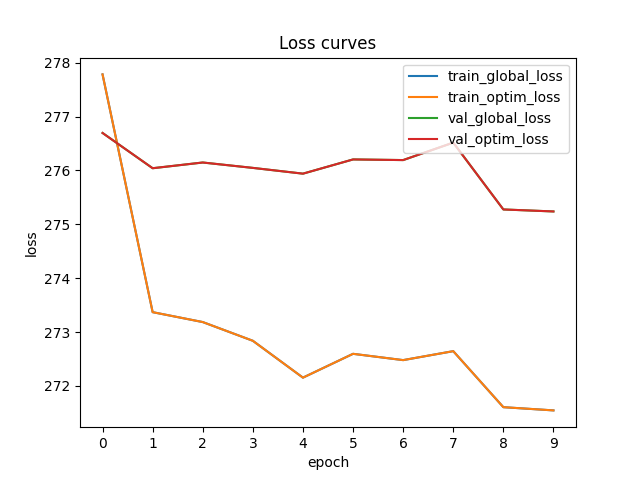 Loss curves
train_global_loss
train_optim_loss
val_global_loss
val_optim_loss
278
277
276
275
274
273
272
loss
0 1 2 3 4 5 6 7 8 9
epoch